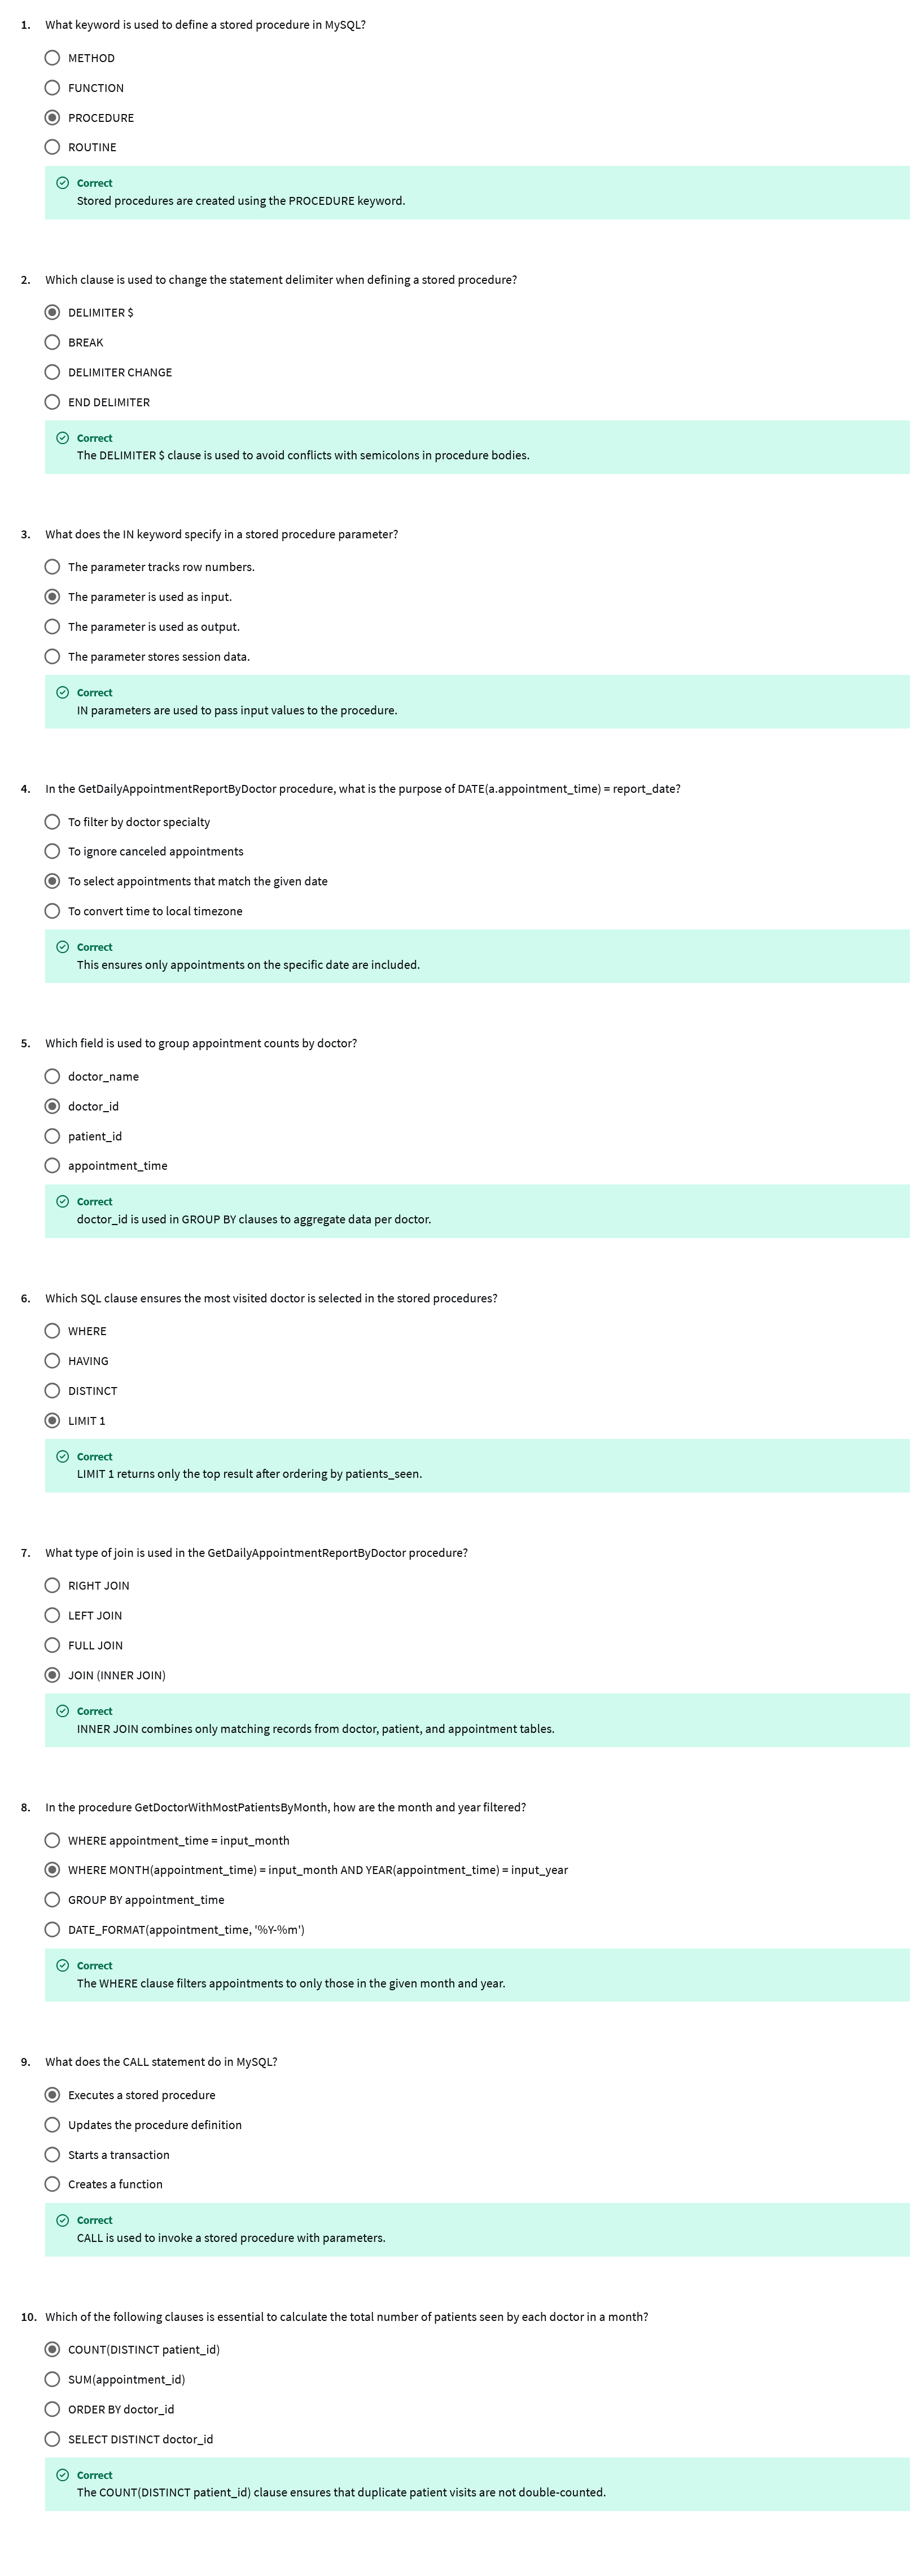 1. What keyword is used to define a stored procedure in MySQL?
METHOD
FUNCTION
PROCEDURE
ROUTINE
Correct
Stored procedures are created using the PROCEDURE keyword.
2. Which clause is used to change the statement delimiter when defining a stored procedure?
DELIMITER $
BREAK
DELIMITER CHANGE
END DELIMITER
Correct
The DELIMITER $ clause is used to avoid conflicts with semicolons in procedure bodies.
3. What does the IN keyword specify in a stored procedure parameter?
The parameter tracks row numbers.
The parameter is used as input.
The parameter is used as output.
The parameter stores session data.
Correct
IN parameters are used to pass input values to the procedure.
4. In the GetDailyAppointmentReportByDoctor procedure, what is the purpose of DATE(a.appointment_time) = report_date?
To filter by doctor specialty
To ignore canceled appointments
To select appointments that match the given date
To convert time to local timezone
Correct
This ensures only appointments on the specific date are included.
5. Which field is used to group appointment counts by doctor?
doctor_name
doctor_id
patient_id
appointment_time
Correct
doctor_id is used in GROUP BY clauses to aggregate data per doctor.
6. Which SQL clause ensures the most visited doctor is selected in the stored procedures?
WHERE
HAVING
DISTINCT
LIMIT 1
Correct
LIMIT 1 returns only the top result after ordering by patients_seen.
7. What type of join is used in the GetDailyAppointmentReportByDoctor procedure?
RIGHT JOIN
LEFT JOIN
FULL JOIN
JOIN (INNER JOIN)
Correct
INNER JOIN combines only matching records from doctor, patient, and appointment tables.
8. In the procedure GetDoctorWithMostPatientsByMonth, how are the month and year filtered?
WHERE appointment_time = input_month
WHERE MONTH(appointment_time) = input_month AND YEAR(appointment_time) = input_year
GROUP BY appointment_time
DATE_FORMAT(appointment_time, '%Y-%m')
Correct
The WHERE clause filters appointments to only those in the given month and year.
9. What does the CALL statement do in MySQL?
Executes a stored procedure
Updates the procedure definition
Starts a transaction
Creates a function
Correct
CALL is used to invoke a stored procedure with parameters.
10. Which of the following clauses is essential to calculate the total number of patients seen by each doctor in a month?
COUNT(DISTINCT patient_id)
SUM(appointment_id)
ORDER BY doctor_id
SELECT DISTINCT doctor_id
Correct
The COUNT(DISTINCT patient_id) clause ensures that duplicate patient visits are not double-counted.